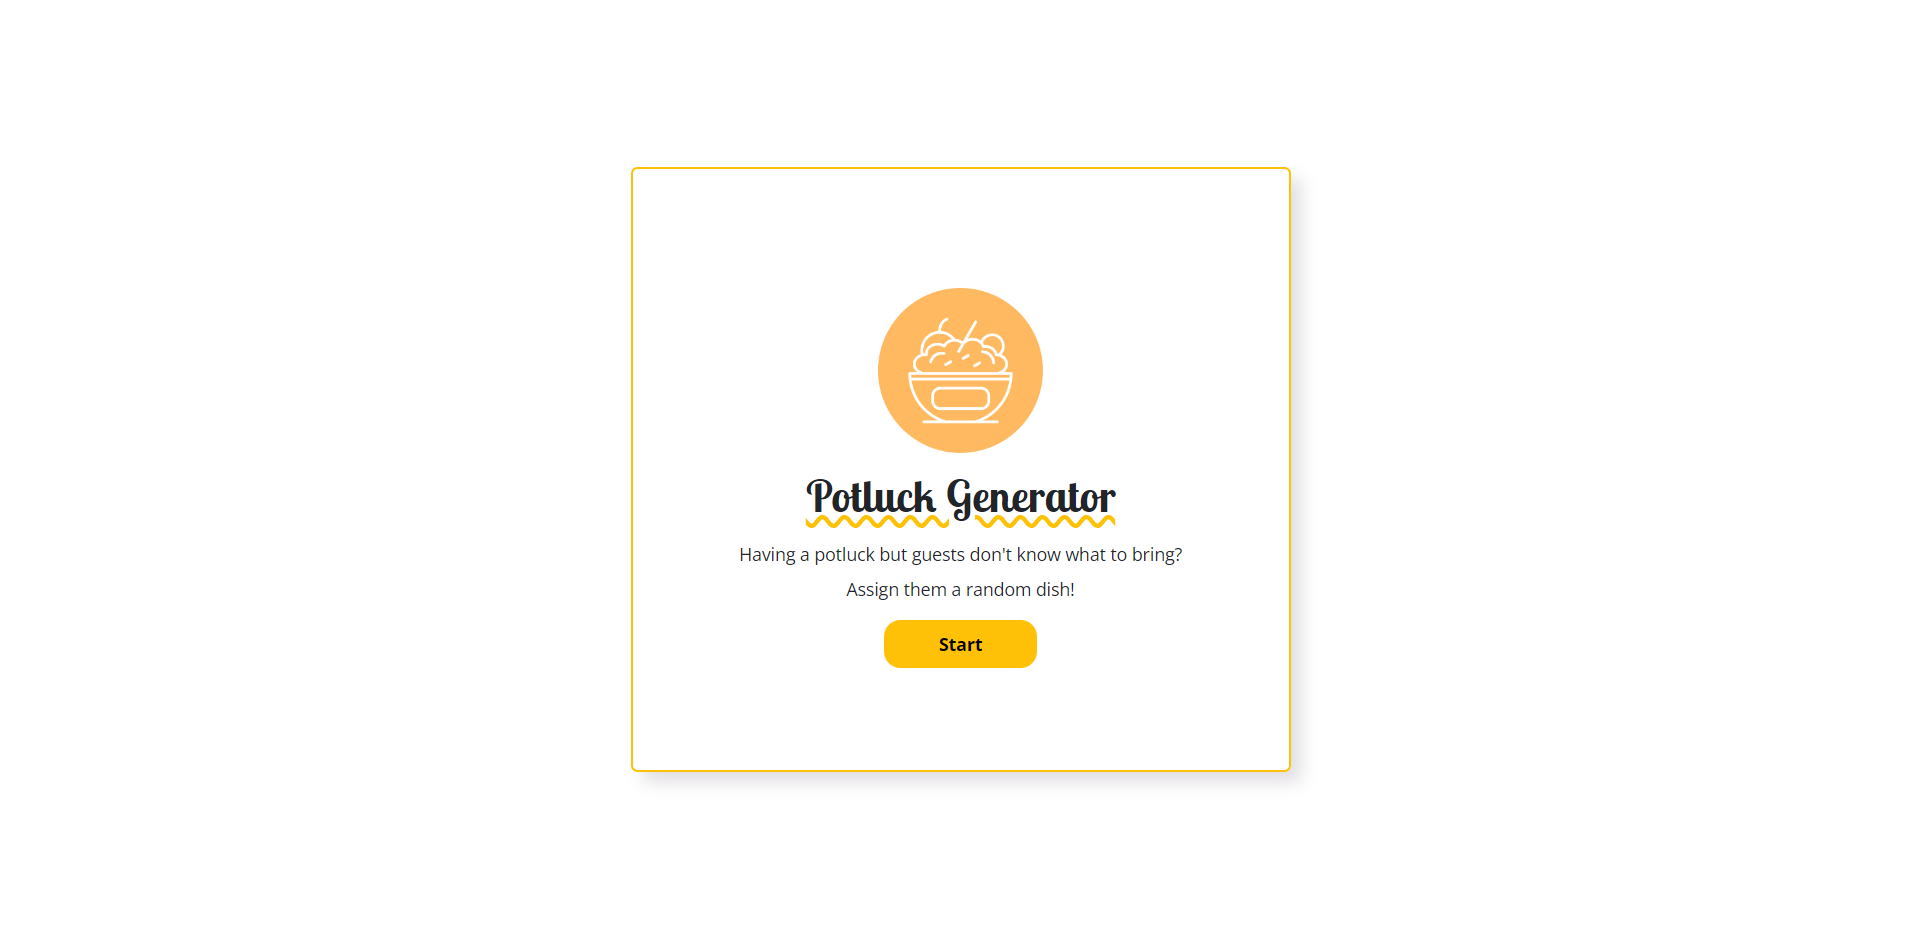 Potluck Generator
Having a potluck but guests don't know what to bring?
Assign them a random dish!
Start